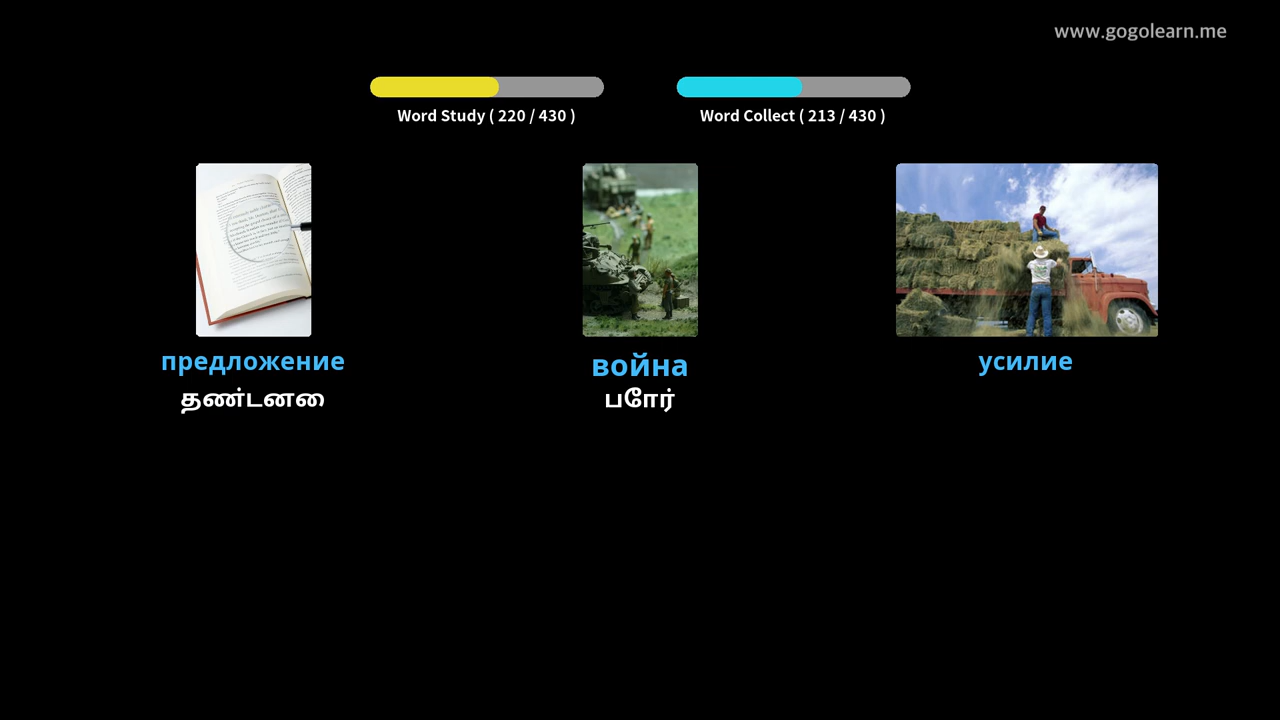 www.gogolearn.me
Word Study ( 220 / 430 )
Word Collect ( 213 / 430 )
предложение
война
усилие
தண்டனை
போர்